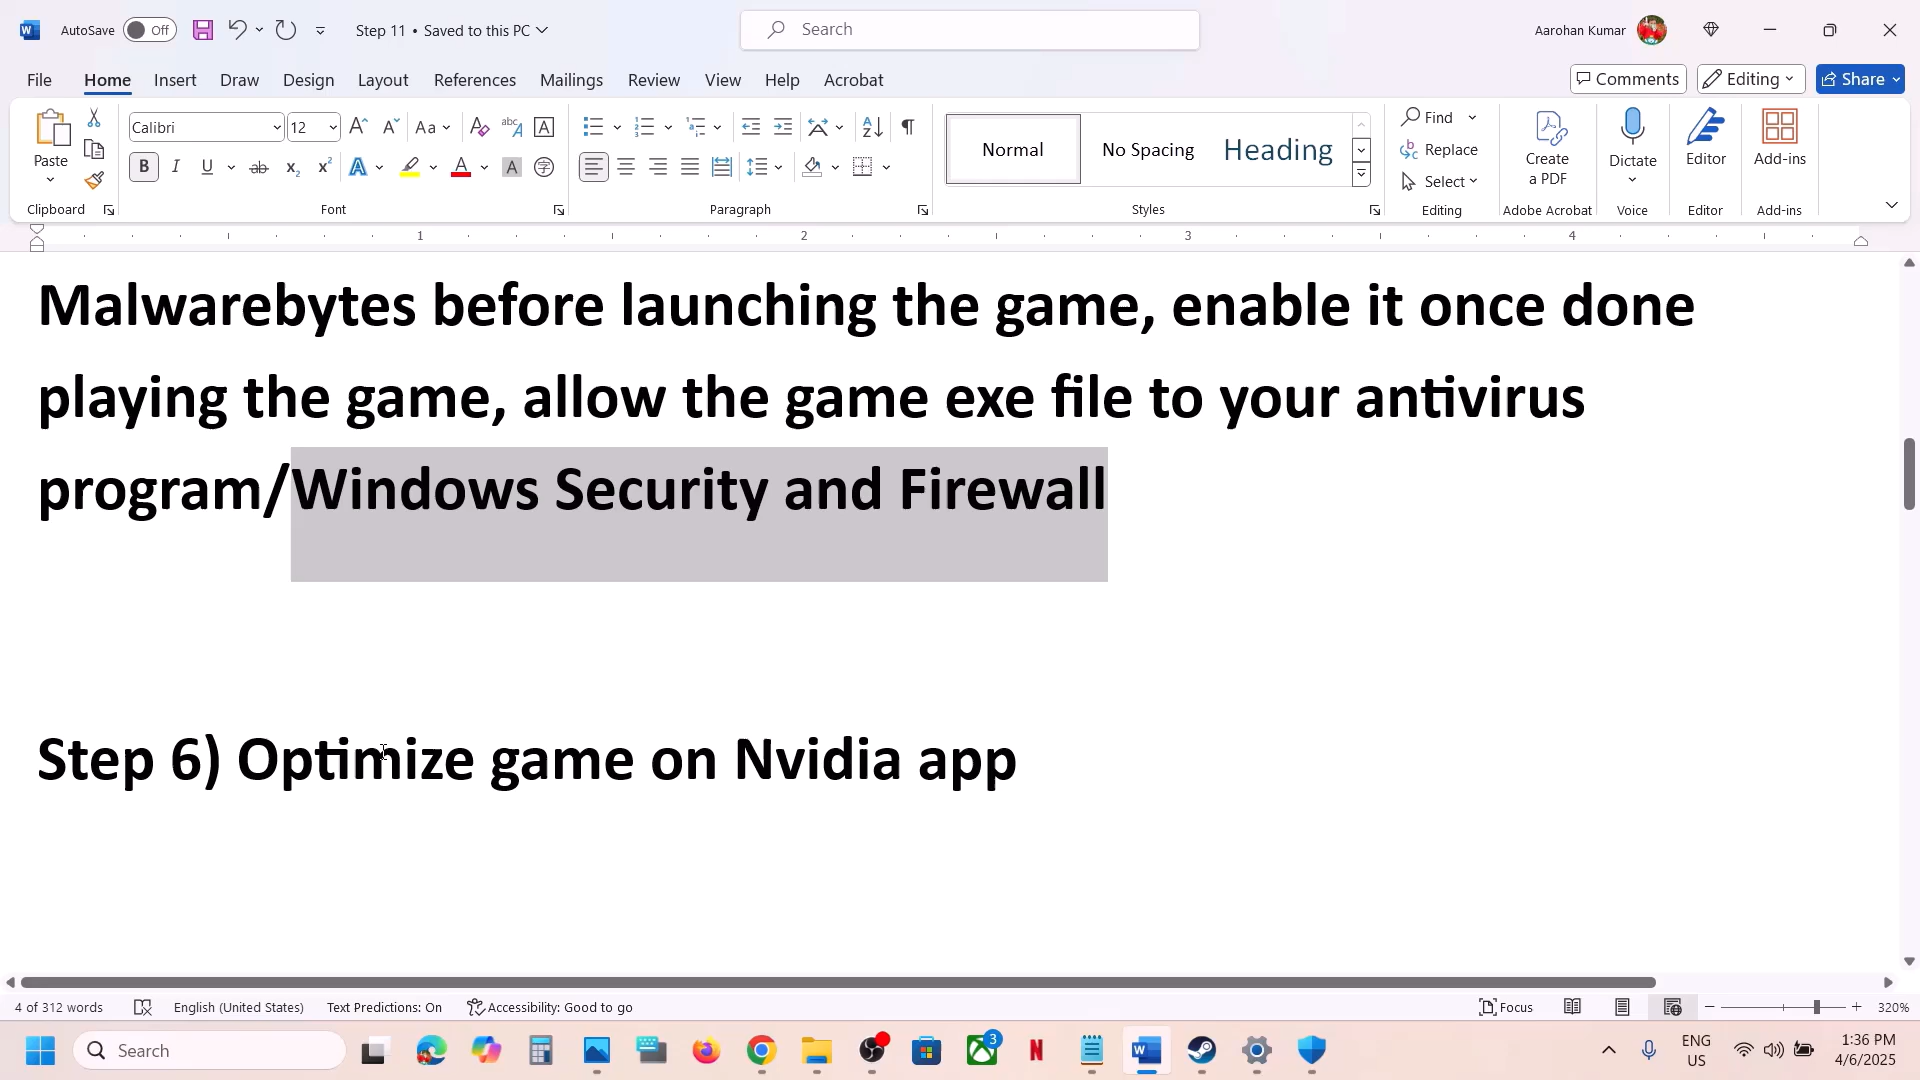 AutoSave
Off
Step 11 • Saved to this PC
Search
Aarohan Kumar
File
Home
Insert
Draw
Design
Layout
References
Mailings
Review
View
Help
Acrobat
Comments
Editing
Share
Paste
Clipboard
Calibri
12
Font
Paragraph
Normal
No Spacing
Heading
Styles
Find
Replace
Select
Editing
Create
a PDF
Adobe Acrobat
Dictate
Voice
Editor
Editor
Add-ins
Add-ins
1
2
3
4
Malwarebytes before launching the game, enable it once done
playing the game, allow the game exe file to your antivirus
program/Windows Security and Firewall
Step 6) Optimize game on Nvidia app
4 of 312 words
English (United States)
Text Predictions: On
Accessibility: Good to go
Focus
320%
Search
3
ENG
US
1:36 PM
4/6/2025